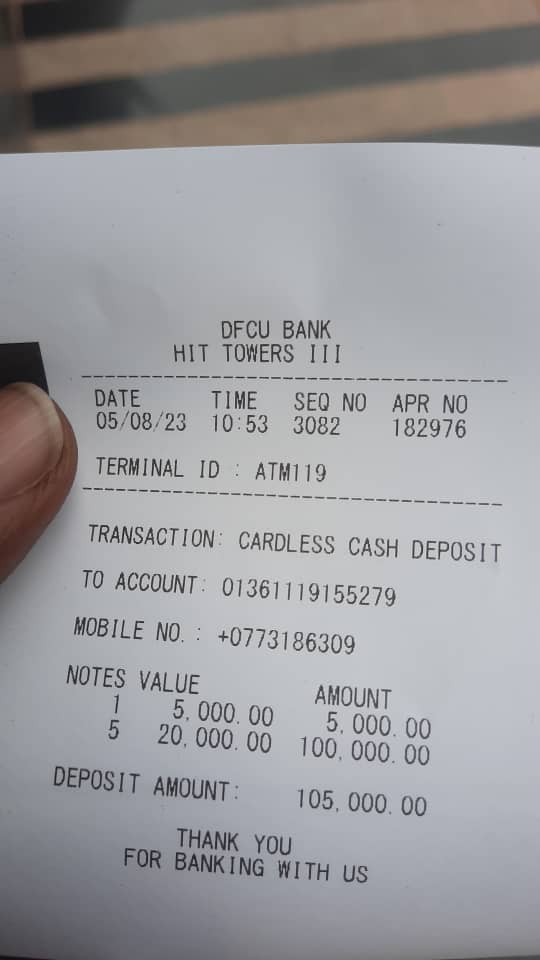 DFCU BANK
HIT TOWERS III
DATE TIME SEQ NO APR NO
05/08/23 10:53 3082 182976
TERMINAL ID : ATM119
TRANSACTION: CARDLESS CASH DEPOSIT
TO ACCOUNT: 01361119155279
MOBILE NO.: +0773186309
NOTES VALUE AMOUNT
1 5,000.00 5,000.00
5 20,000.00 100,000.00
DEPOSIT AMOUNT: 105,000.00
THANK YOU
FOR BANKING WITH US